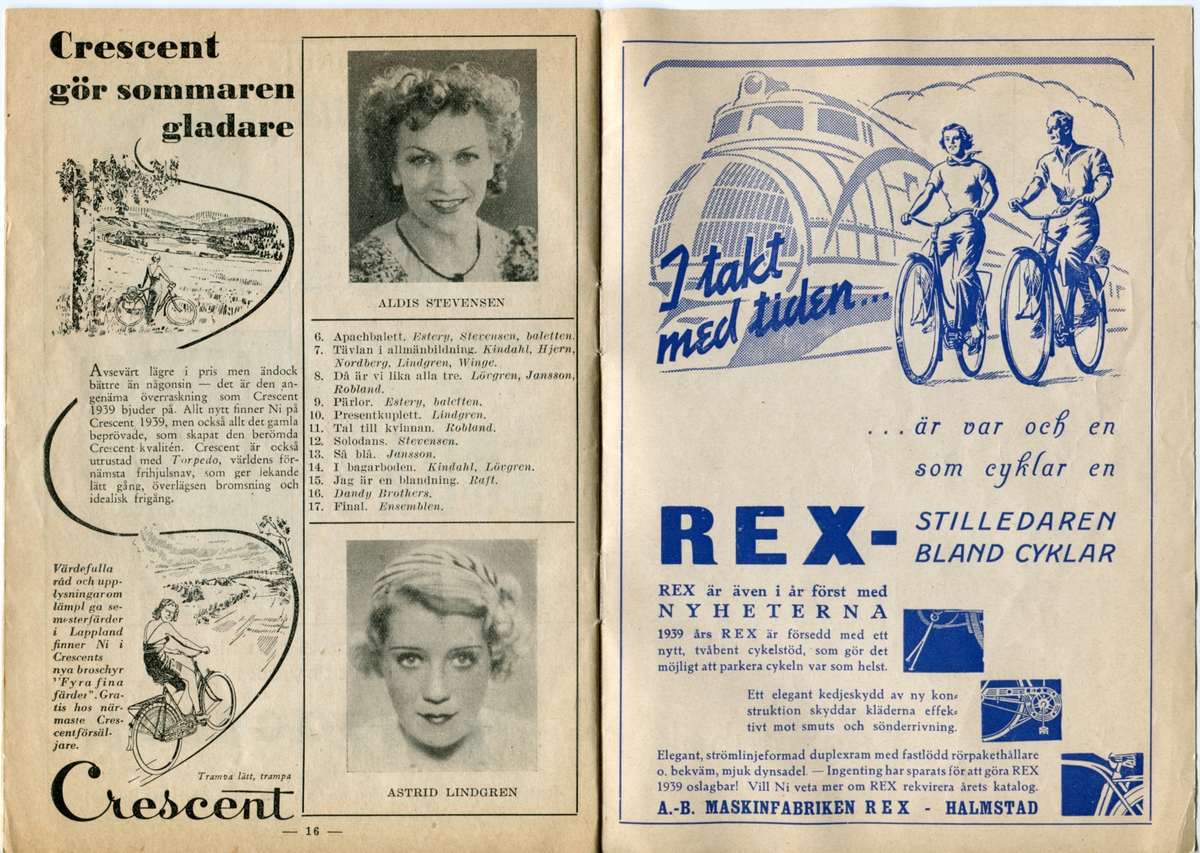 Crescent
gör sommaren
gladare
Avsevärt lägre i pris men ändock
bättre än någonsin — det är den an-
genäma överraskning som Crescent
1939 bjuder på. Allt nytt finner Ni på
Crescent 1939, men också allt det gamla
beprövade, som skapat den berömda
Crescent kvalitén. Crescent är också
utrustad med Torpedo, världens för-
nämsta frihjulsnav, som ger lekande
lätt gång, överlägsen bromsning och
idealisk frigång.
Värdefulla
råd och upp-
lysningar om
lämpl ga se-
mesterfärder
i Lappland
finner Ni i
Crescents
nya broschyr
"Fyra fina
färder". Gra-
tis hos när-
maste Cres-
centförsäl-
jare.
Trampa lätt, trampa
Crescent
ALDIS STEVENSEN
6. Apachbalett. Estery, Stevensen, baletten.
7. Tävlan i allmänbildning. Kindahl, Hjern,
Nordberg, Lindgren, Winge.
8. Då är vi lika alla tre. Lövgren, Jansson,
Robland.
9. Pärlor. Estery, baletten.
10. Presentkuplett. Lindgren.
11. Tal till kvinnan. Robland.
12. Solodans. Stevensen.
13. Så blå. Jansson.
14. I bagarboden. Kindahl, Lövgren.
15. Jag är en blandning. Raft.
16. Dandy Brothers.
17. Final. Ensemblen.
ASTRID LINDGREN
— 16 —
I takt
med tiden...
... är var och en
som cyklar en
REX-
STILLEDAREN
BLAND CYKLAR
REX är även i år först med
NYHETERNA
1939 års REX är försedd med ett
nytt, tvåbent cykelstöd, som gör det
möjligt att parkera cykeln var som helst.
Ett elegant kedjeskydd av ny kon-
struktion skyddar kläderna effek-
tivt mot smuts och sönderrivning.
Elegant, strömlinjeformad duplexram med fastlödd rörpakethållare
o. bekväm, mjuk dynsadel. — Ingenting har sparats för att göra REX
1939 oslagbar! Vill Ni veta mer om REX rekvirera årets katalog.
A.-B. MASKINFABRIKEN REX - HALMSTAD